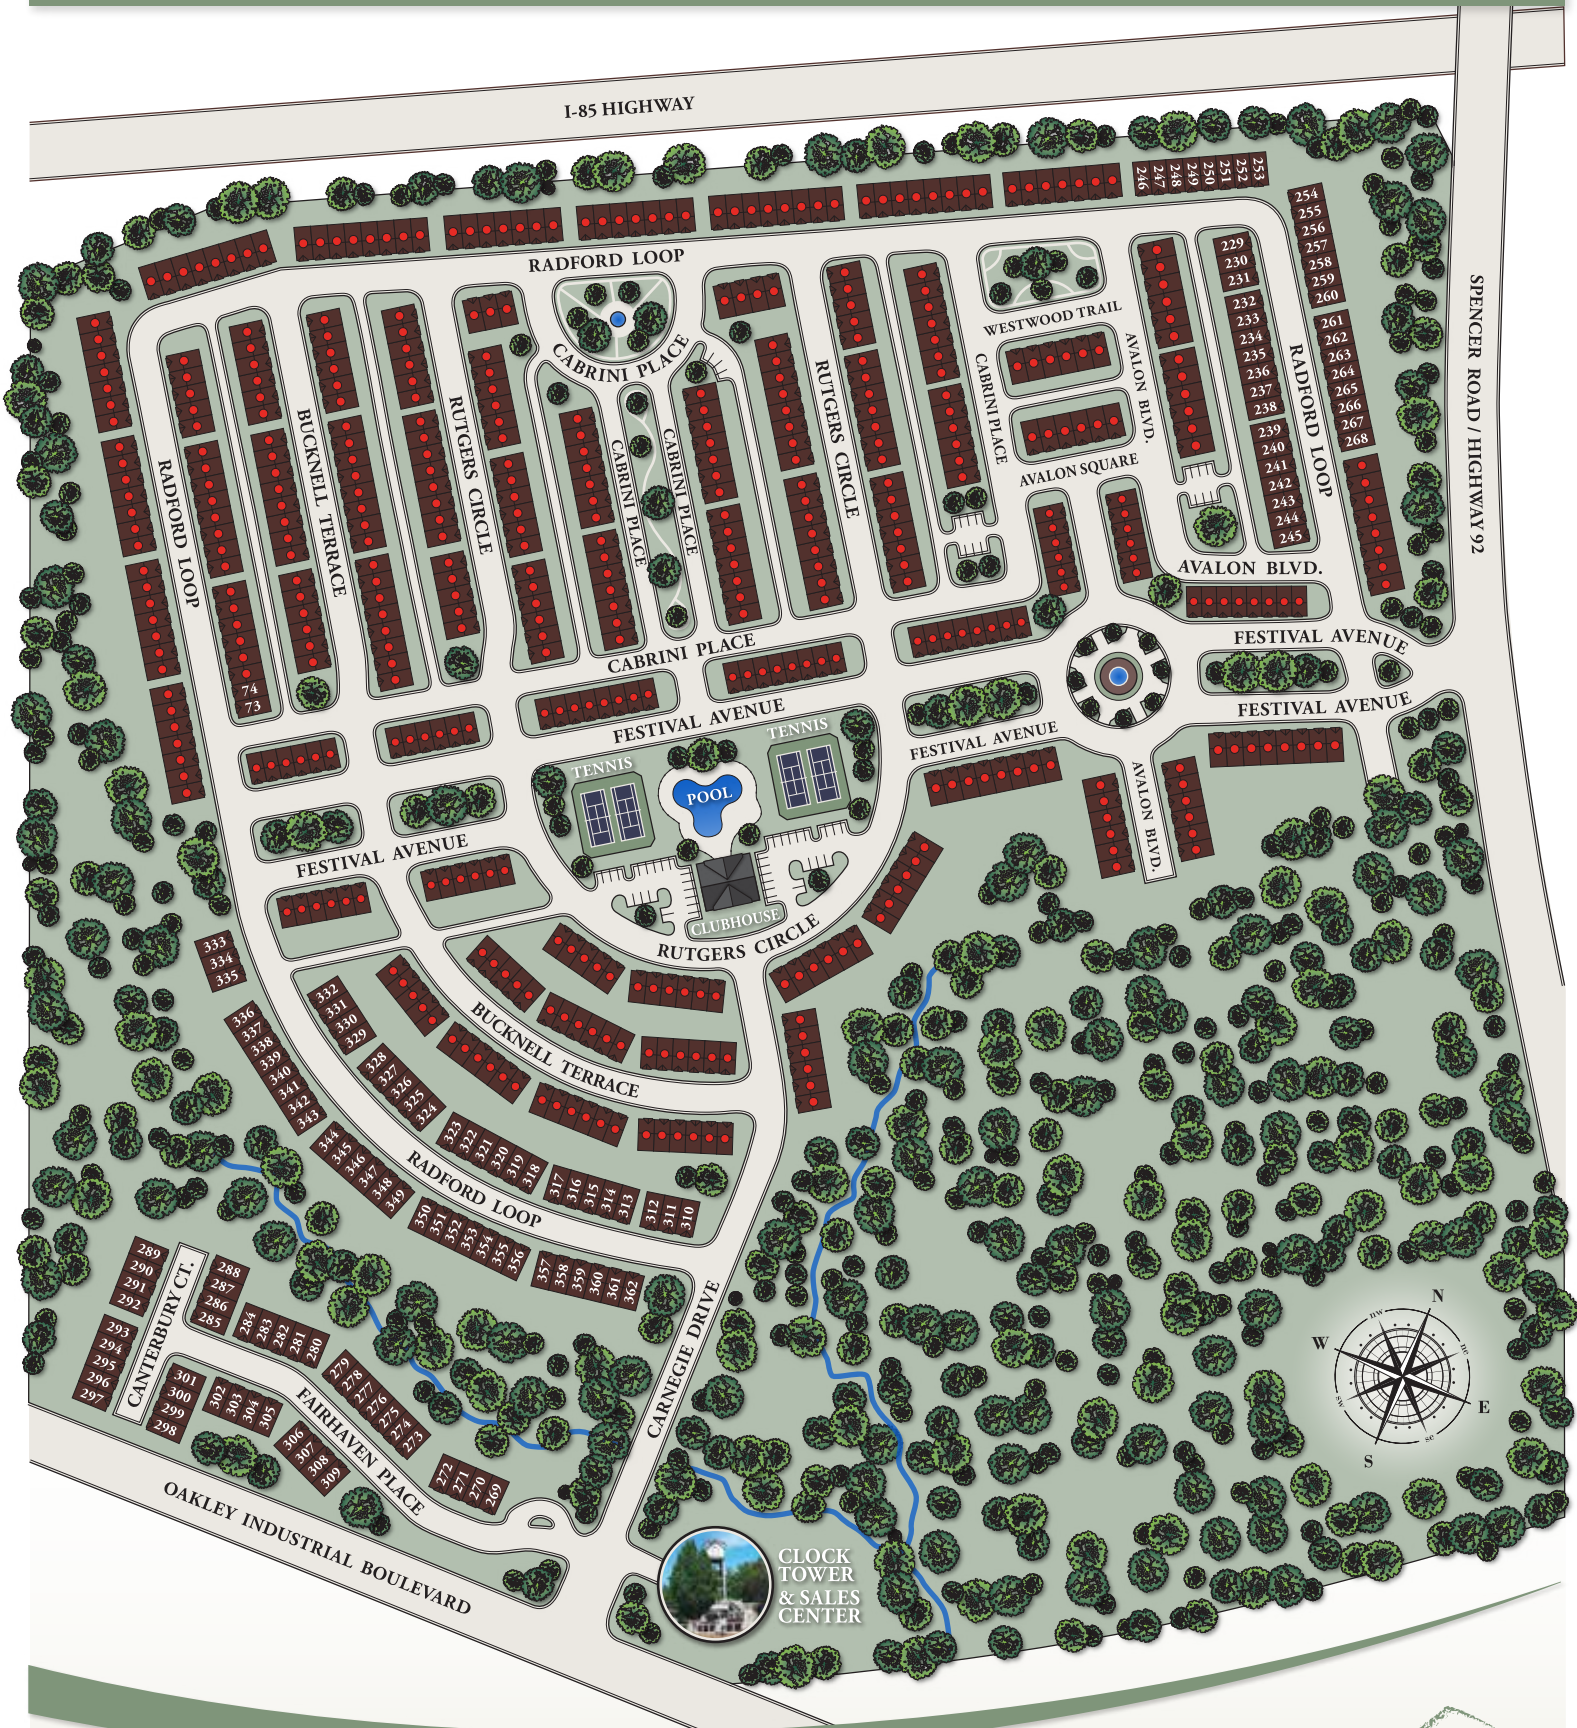 I-85 HIGHWAY
246
247
248
249
250
251
252
253
254
255
256
257
258
259
260
261
262
263
264
265
266
267
268
229
230
231
232
233
234
235
236
237
238
239
240
241
242
243
244
245
RADFORD LOOP
CABRINI PLACE
WESTWOOD TRAIL
AVALON BLVD.
RADFORD LOOP
SPENCER ROAD / HIGHWAY 92
RADFORD LOOP
BUCKNELL TERRACE
RUTGERS CIRCLE
CABRINI PLACE
CABRINI PLACE
RUTGERS CIRCLE
CABRINI PLACE
AVALON SQUARE
AVALON BLVD.
FESTIVAL AVENUE
FESTIVAL AVENUE
CABRINI PLACE
FESTIVAL AVENUE
FESTIVAL AVENUE
AVALON BLVD.
74
73
TENNIS
TENNIS
POOL
CLUBHOUSE
FESTIVAL AVENUE
RUTGERS CIRCLE
BUCKNELL TERRACE
333
334
335
336
337
338
339
340
341
342
343
344
345
346
347
348
349
350
351
352
353
354
355
356
357
358
359
360
361
362
332
331
330
329
328
327
326
325
324
323
322
321
320
319
318
317
316
315
314
313
312
311
310
RADFORD LOOP
CARNEGIE DRIVE
289
290
291
292
293
294
295
296
297
CANTERBURY CT.
288
287
286
285
284
283
282
281
280
279
278
277
276
275
274
273
272
271
270
269
301
300
299
298
302
303
304
305
306
307
308
309
FAIRHAVEN PLACE
OAKLEY INDUSTRIAL BOULEVARD
CLOCK
TOWER
& SALES
CENTER
N
ne
E
se
S
sw
W
nw